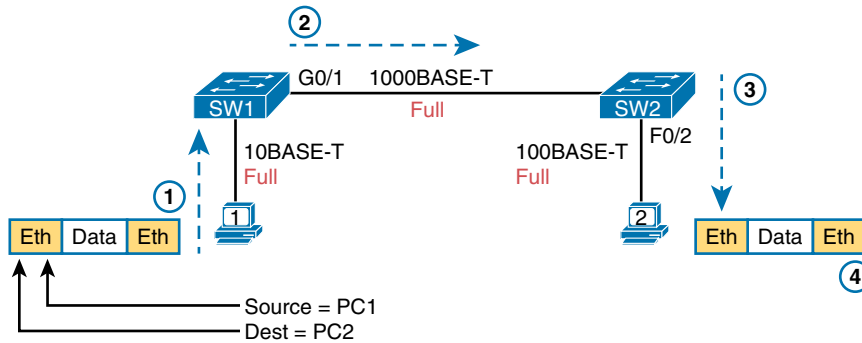 2
G0/1 1000BASE-T
SW1
Full
SW2
3
F0/2
10BASE-T
Full
100BASE-T
Full
1
1
2
Eth Data Eth
Eth Data Eth
4
Source = PC1
Dest = PC2